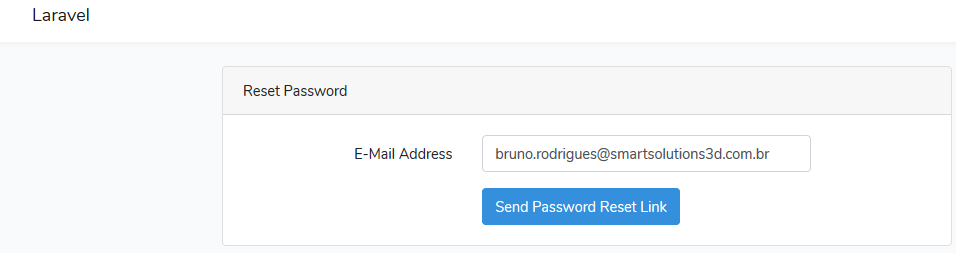 Laravel
Reset Password
E-Mail Address
bruno.rodrigues@smartsolutions3d.com.br
Send Password Reset Link